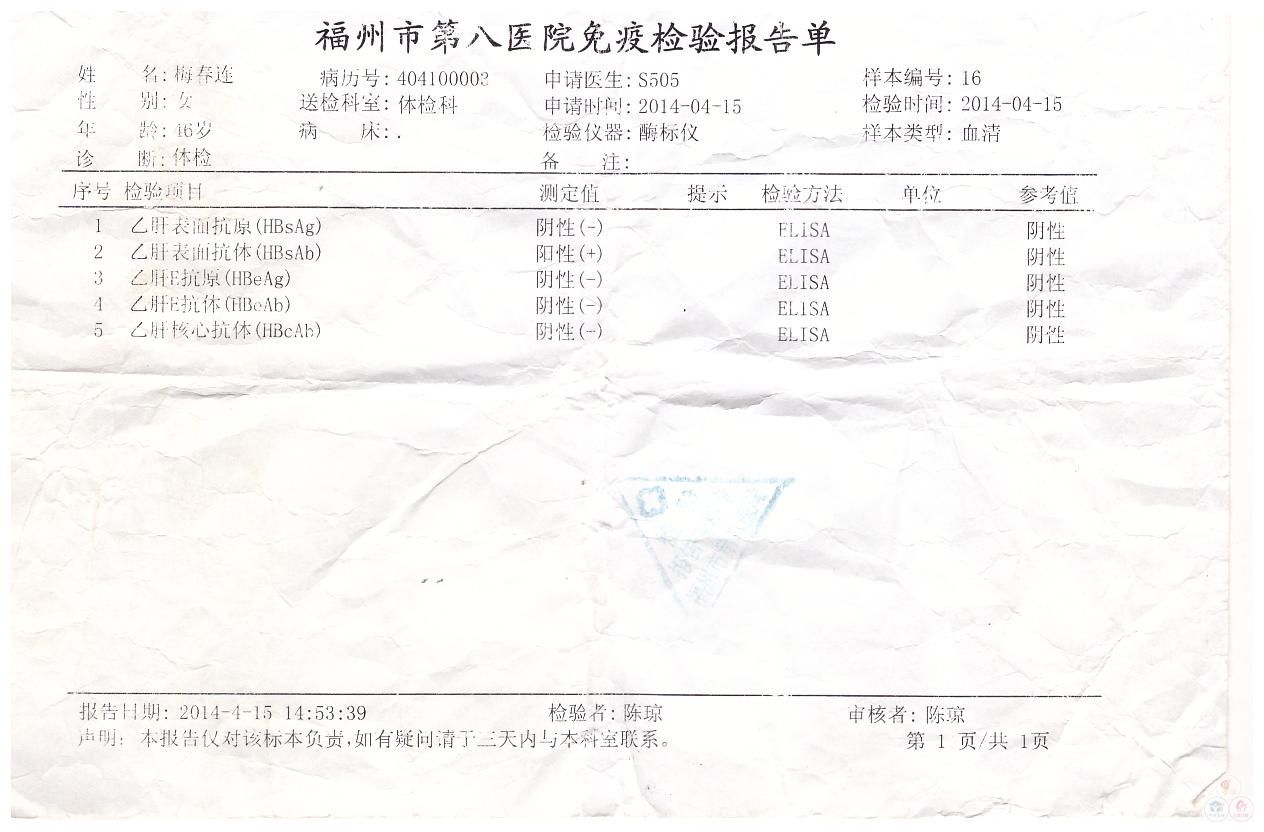 福州市第八医院免疫检验报告单
姓 名: 梅春连 病历号: 404100003 申请医生: S505 样本编号: 16
性 别: 女 送检科室: 体检科 申请时间: 2014-04-15 检验时间: 2014-04-15
年 龄: 46岁 病 床: . 检验仪器: 酶标仪 样本类型: 血清
诊 断: 体检 备 注:
序号 检验项目 测定值 提示 检验方法 单位 参考值
1 乙肝表面抗原(HBsAg) 阴性(-) ELISA 阴性
2 乙肝表面抗体(HBsAb) 阳性(+) ELISA 阴性
3 乙肝E抗原(HBeAg) 阴性(-) ELISA 阴性
4 乙肝E抗体(HBeAb) 阴性(-) ELISA 阴性
5 乙肝核心抗体(HBcAb) 阴性(-) ELISA 阴性
报告日期: 2014-4-15 14:53:39 检验者: 陈琼 审核者: 陈琼
声明: 本报告仅对该标本负责,如有疑问请于三天内与本科室联系。 第 1 页/共 1页